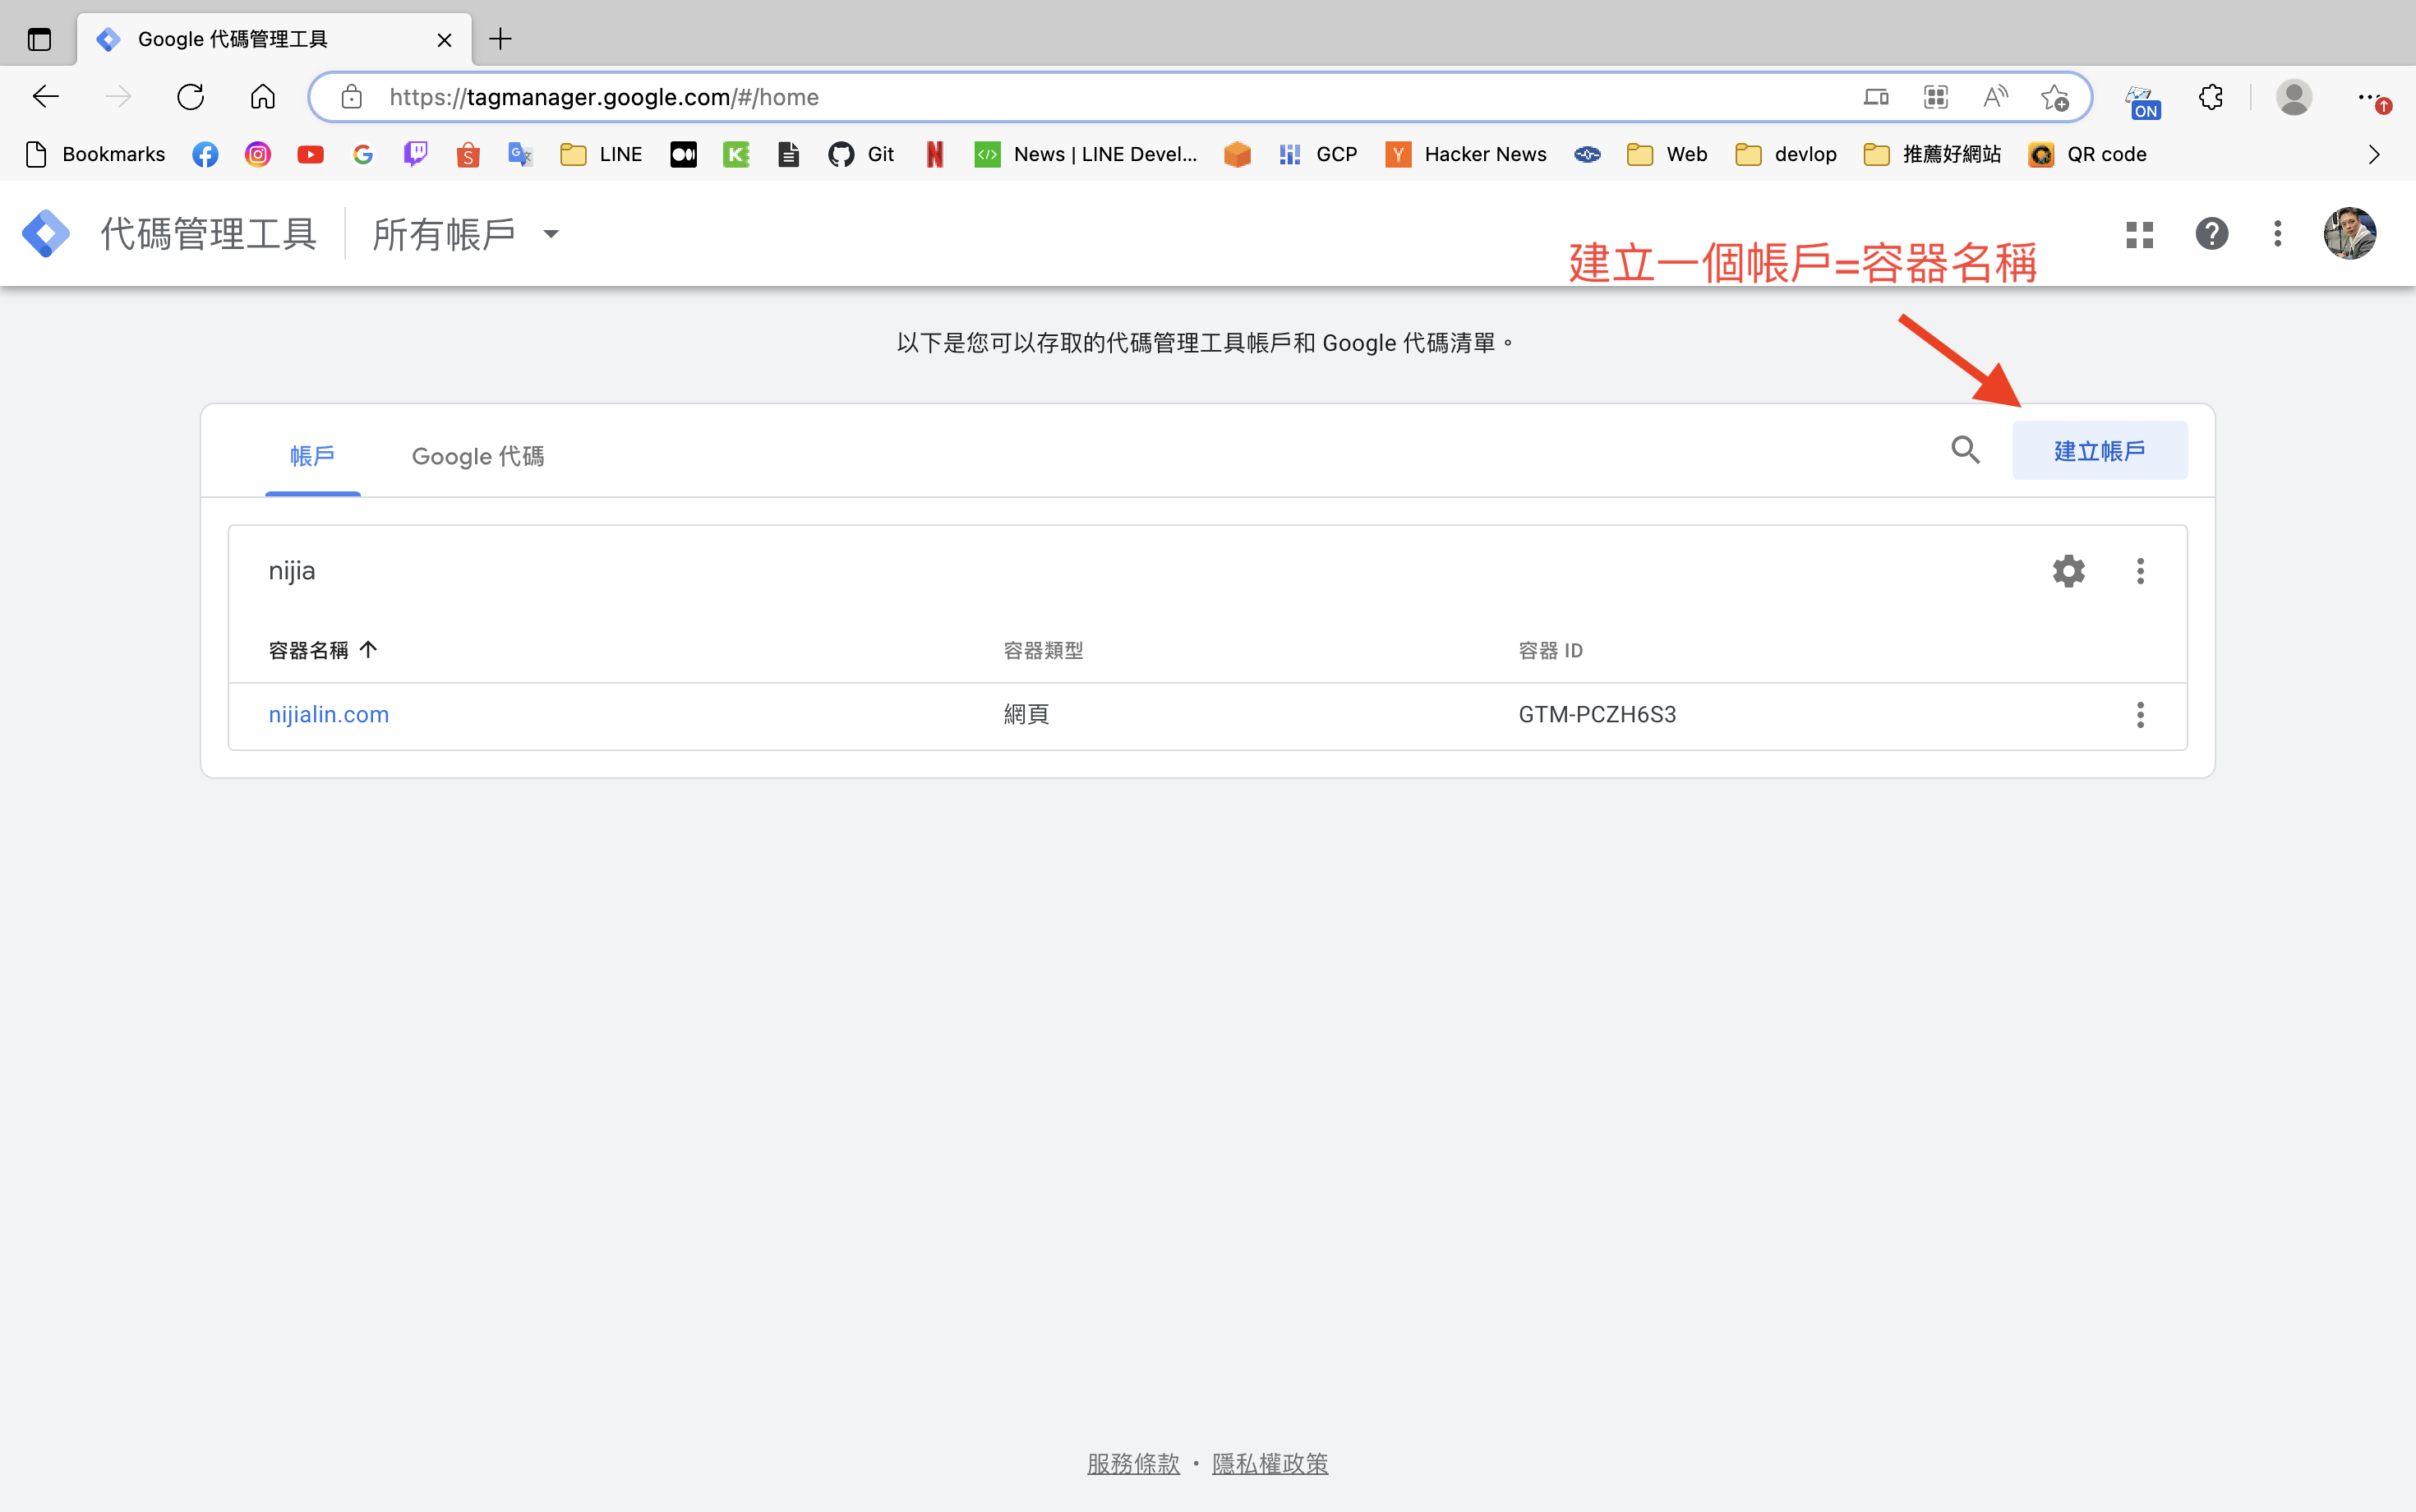 Google 代碼管理工具
https://tagmanager.google.com/#/home
ON
Bookmarks LINE Git News | LINE Devel... GCP Hacker News Web devlop 推薦好網站 QR code
代碼管理工具 所有帳戶
建立一個帳戶=容器名稱
以下是您可以存取的代碼管理工具帳戶和 Google 代碼清單。
帳戶 Google 代碼 建立帳戶
nijia
容器名稱 容器類型 容器 ID
nijialin.com 網頁 GTM-PCZH6S3
服務條款 • 隱私權政策